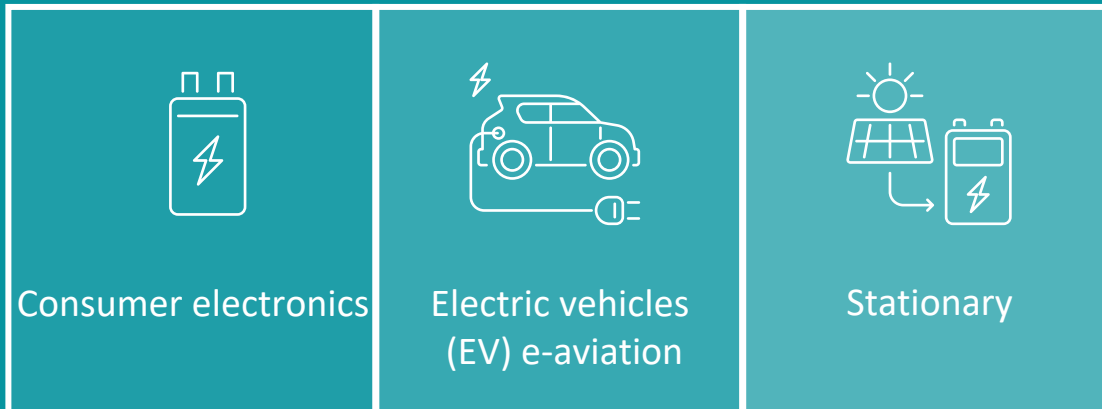 Consumer electronics
Electric vehicles
(EV) e-aviation
Stationary